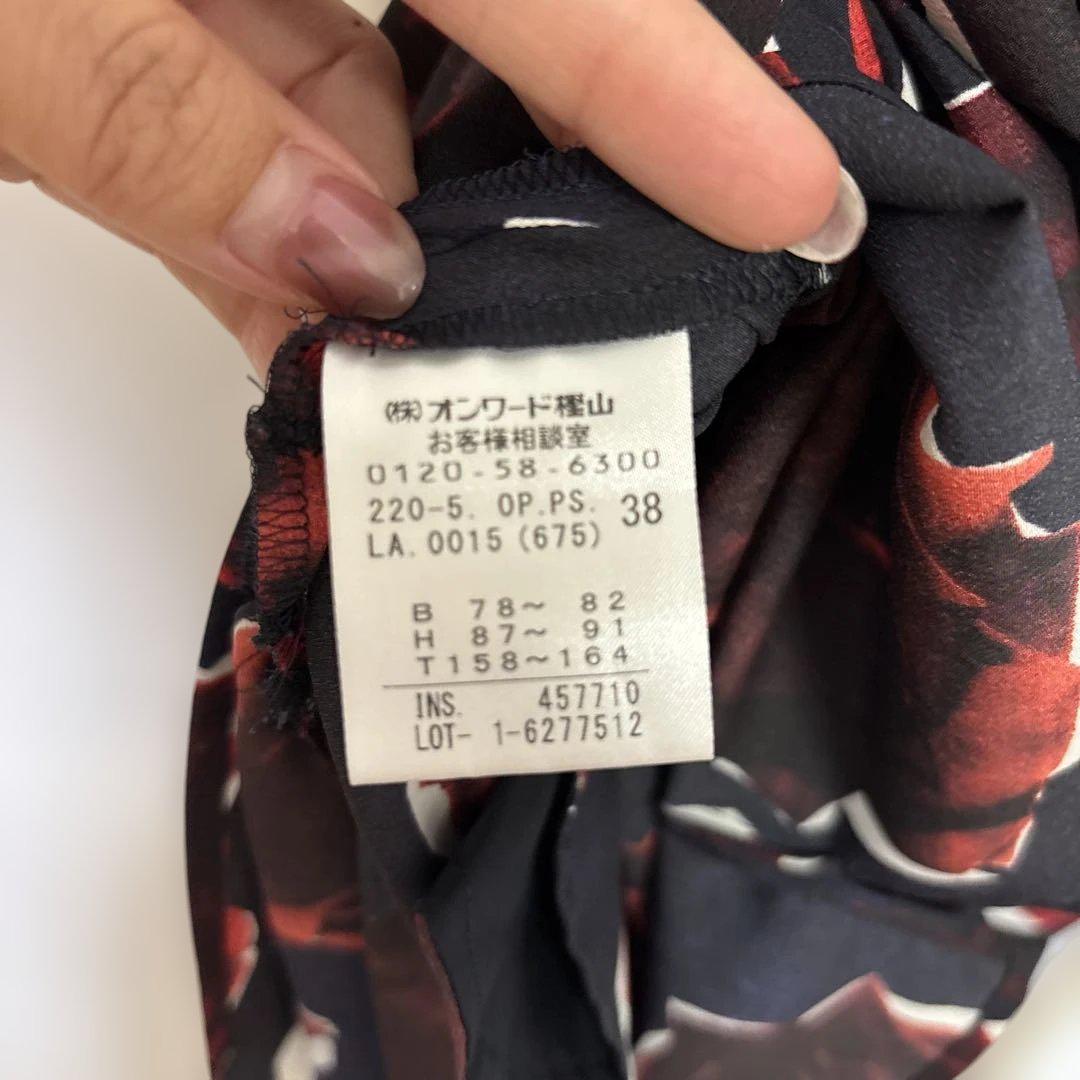 (株)オンワード樫山
お客様相談室
0120-58-6300
220-5. OP.PS. 38
LA. 0015 (675)
B 78~ 82
H 87~ 91
T 158~164
INS. 457710
LOT- 1-6277512